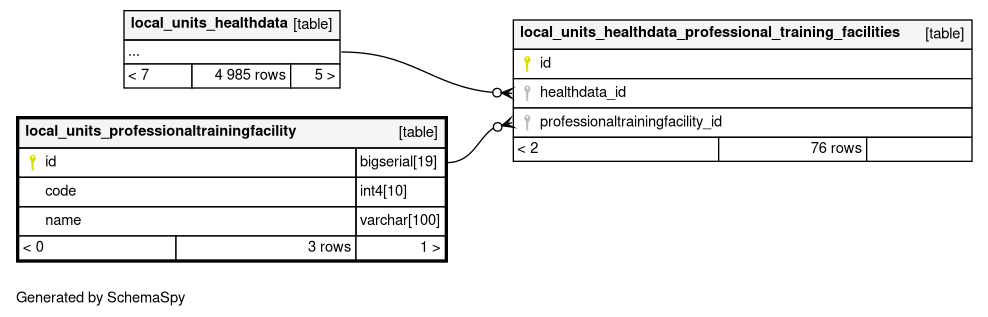 local_units_healthdata [table]
...
< 7 4 985 rows 5 >
local_units_healthdata_professional_training_facilities [table]
id
healthdata_id
professionaltrainingfacility_id
< 2 76 rows
local_units_professionaltrainingfacility [table]
id bigserial[19]
code int4[10]
name varchar[100]
< 0 3 rows 1 >
Generated by SchemaSpy